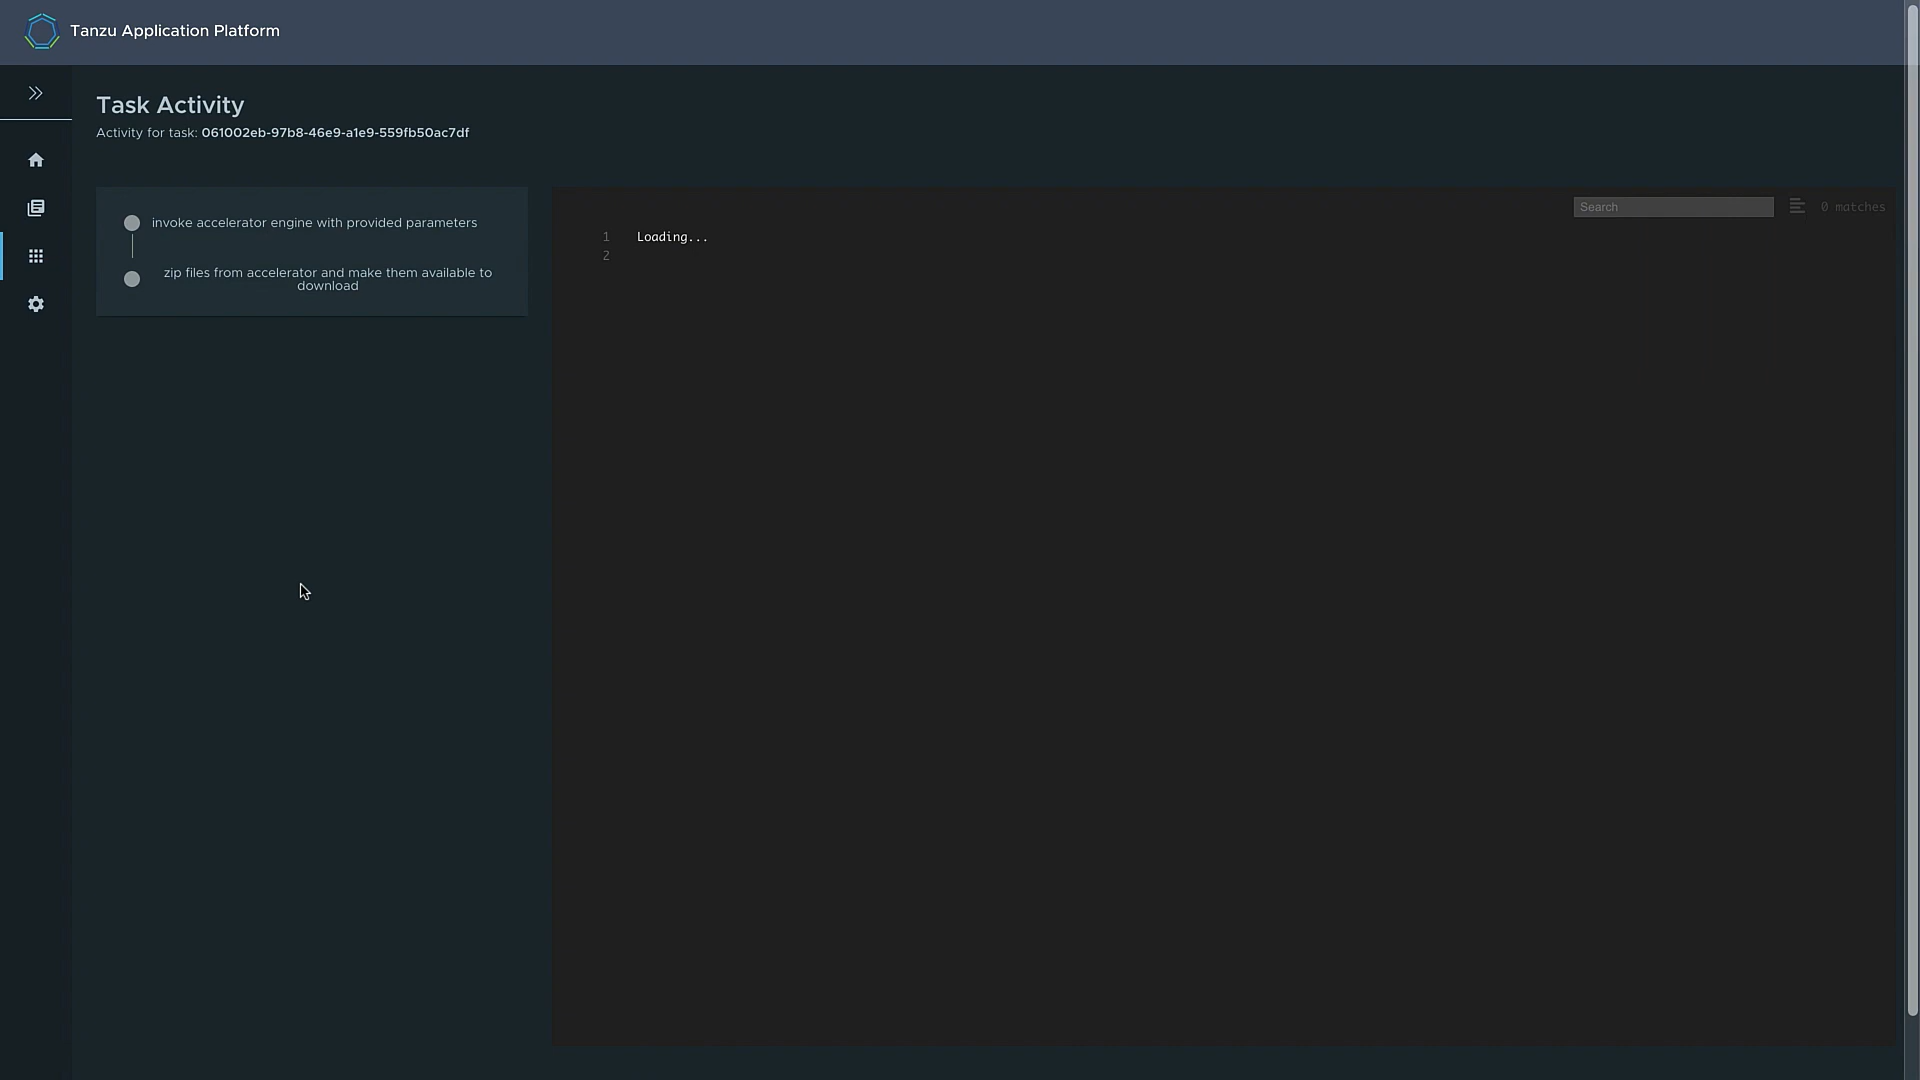 Tanzu Application Platform
Task Activity
Activity for task: 061002eb-97b8-46e9-a1e9-559fb50ac7df
invoke accelerator engine with provided parameters
zip files from accelerator and make them available to
download
Search
0 matches
1 Loading...
2